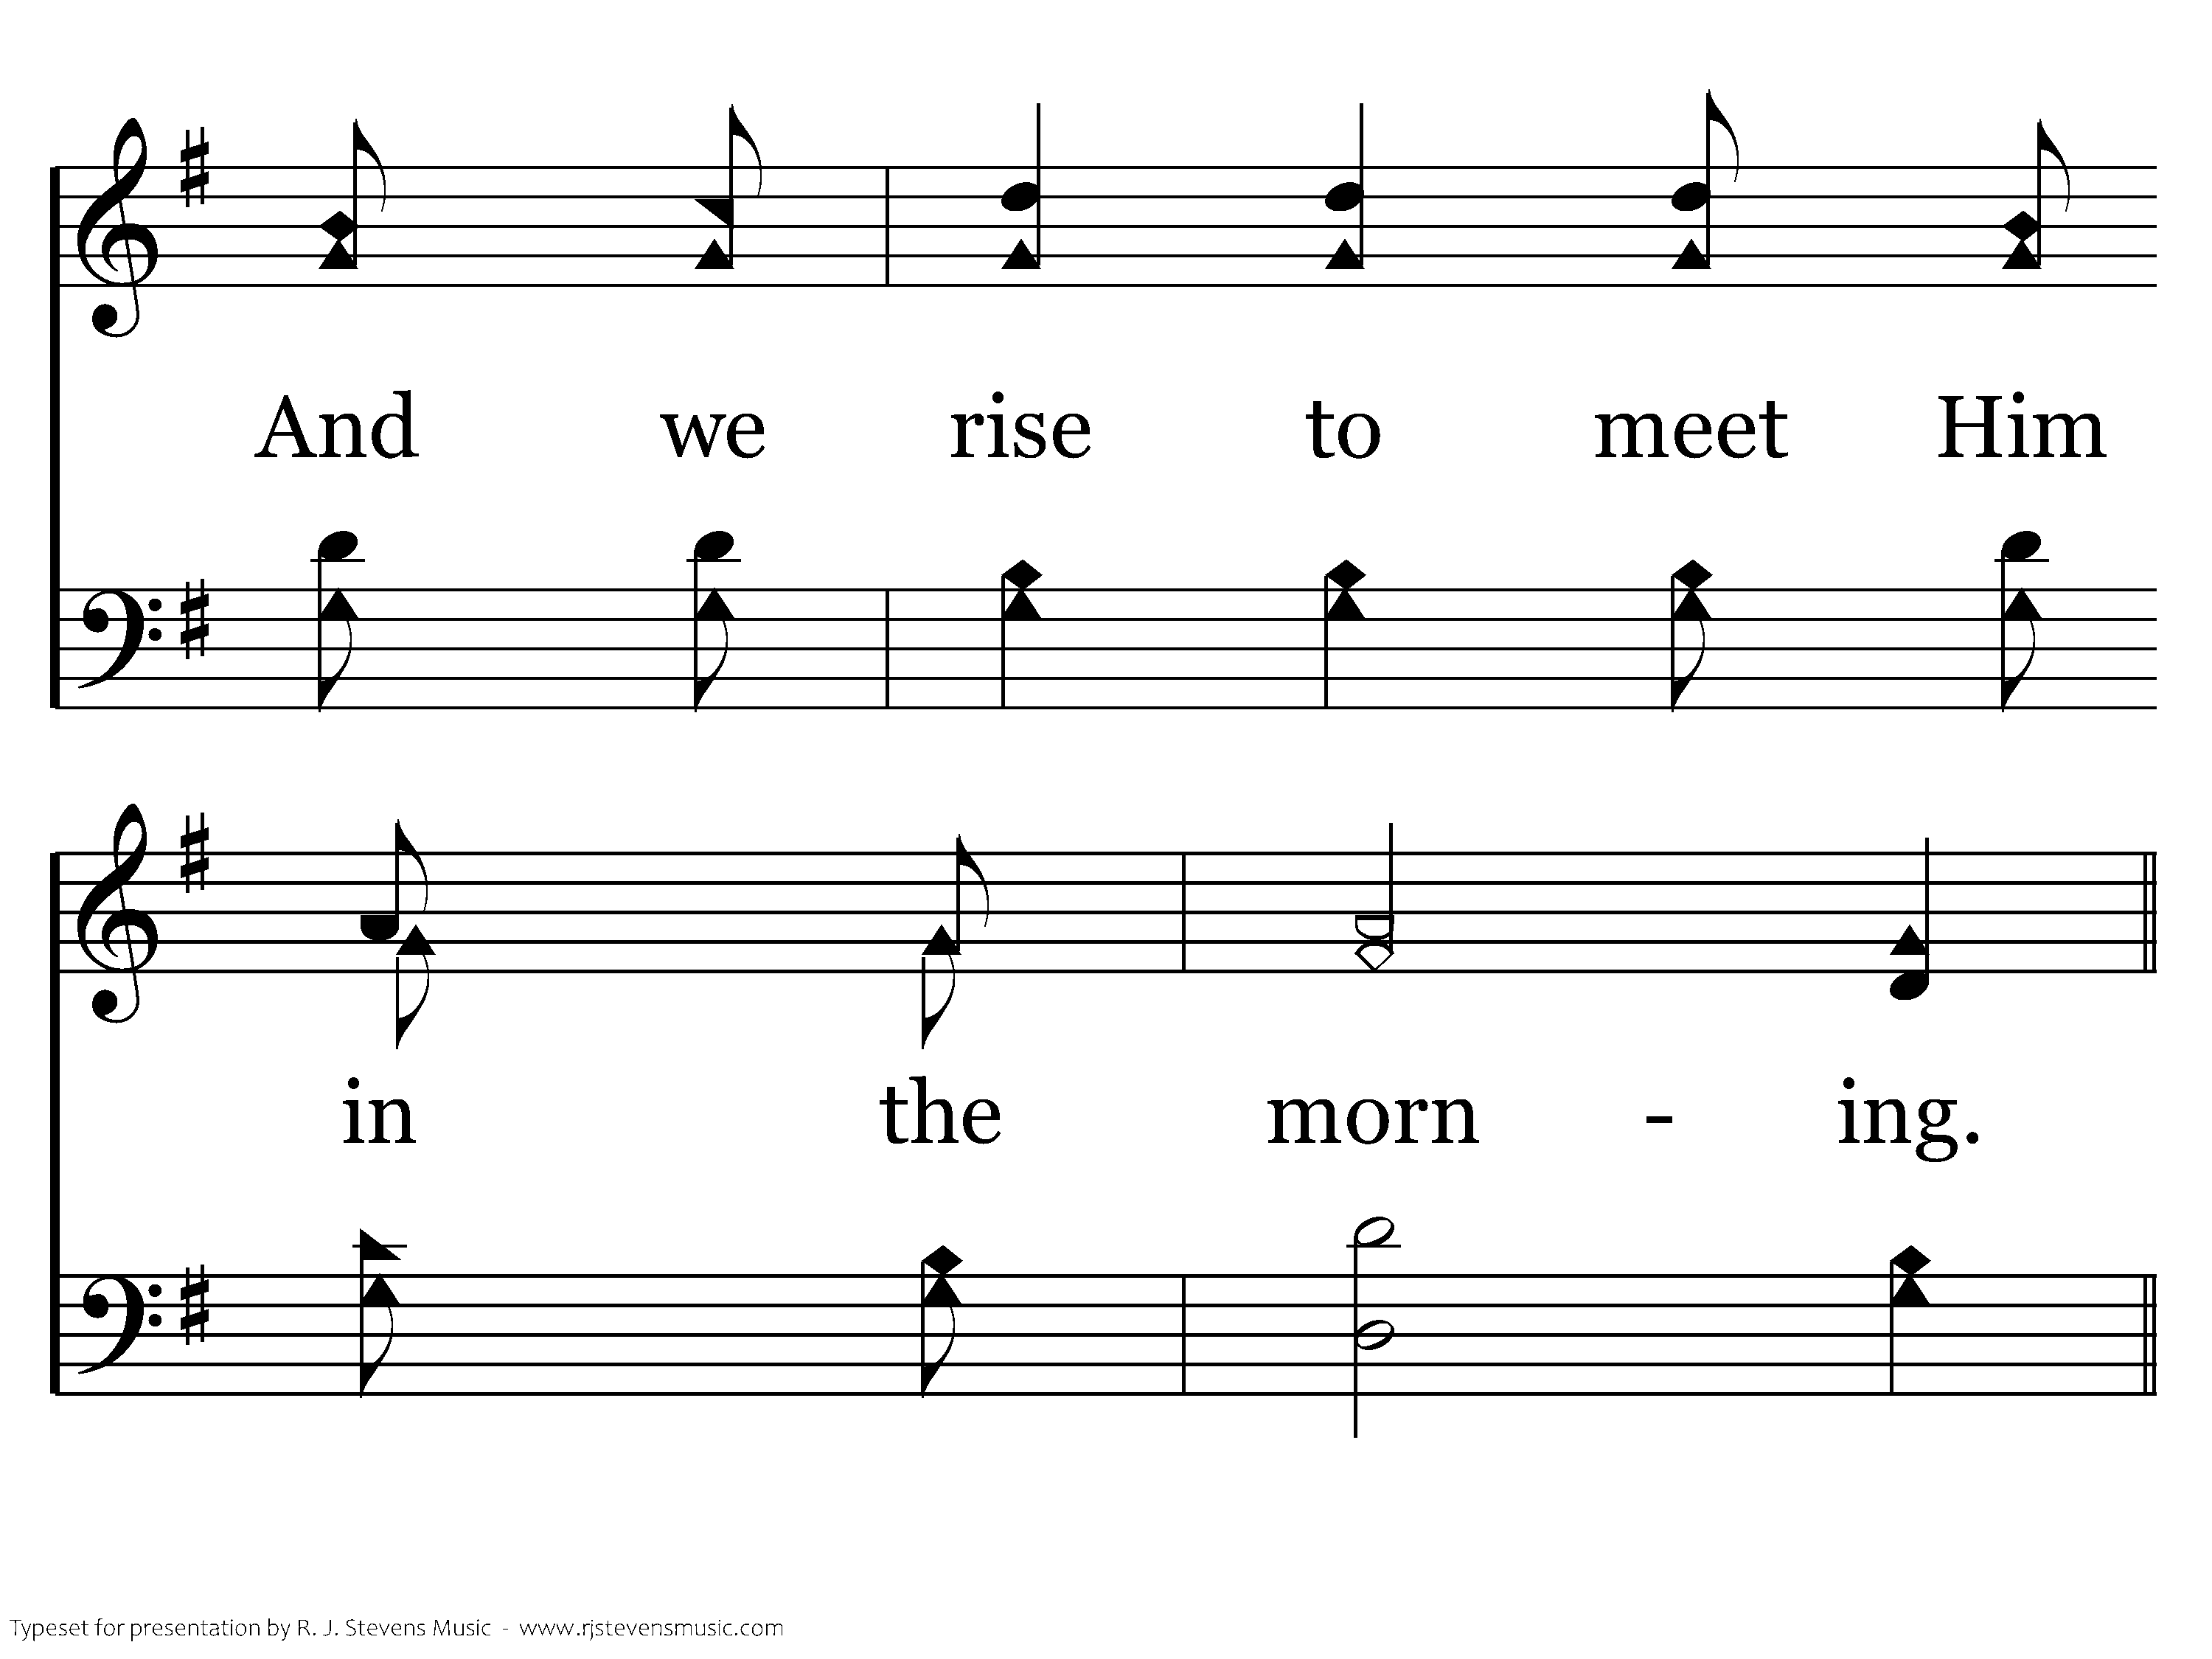 And we rise to meet Him
in the morn - ing.
Typeset for presentation by R. J. Stevens Music - www.rjstevensmusic.com